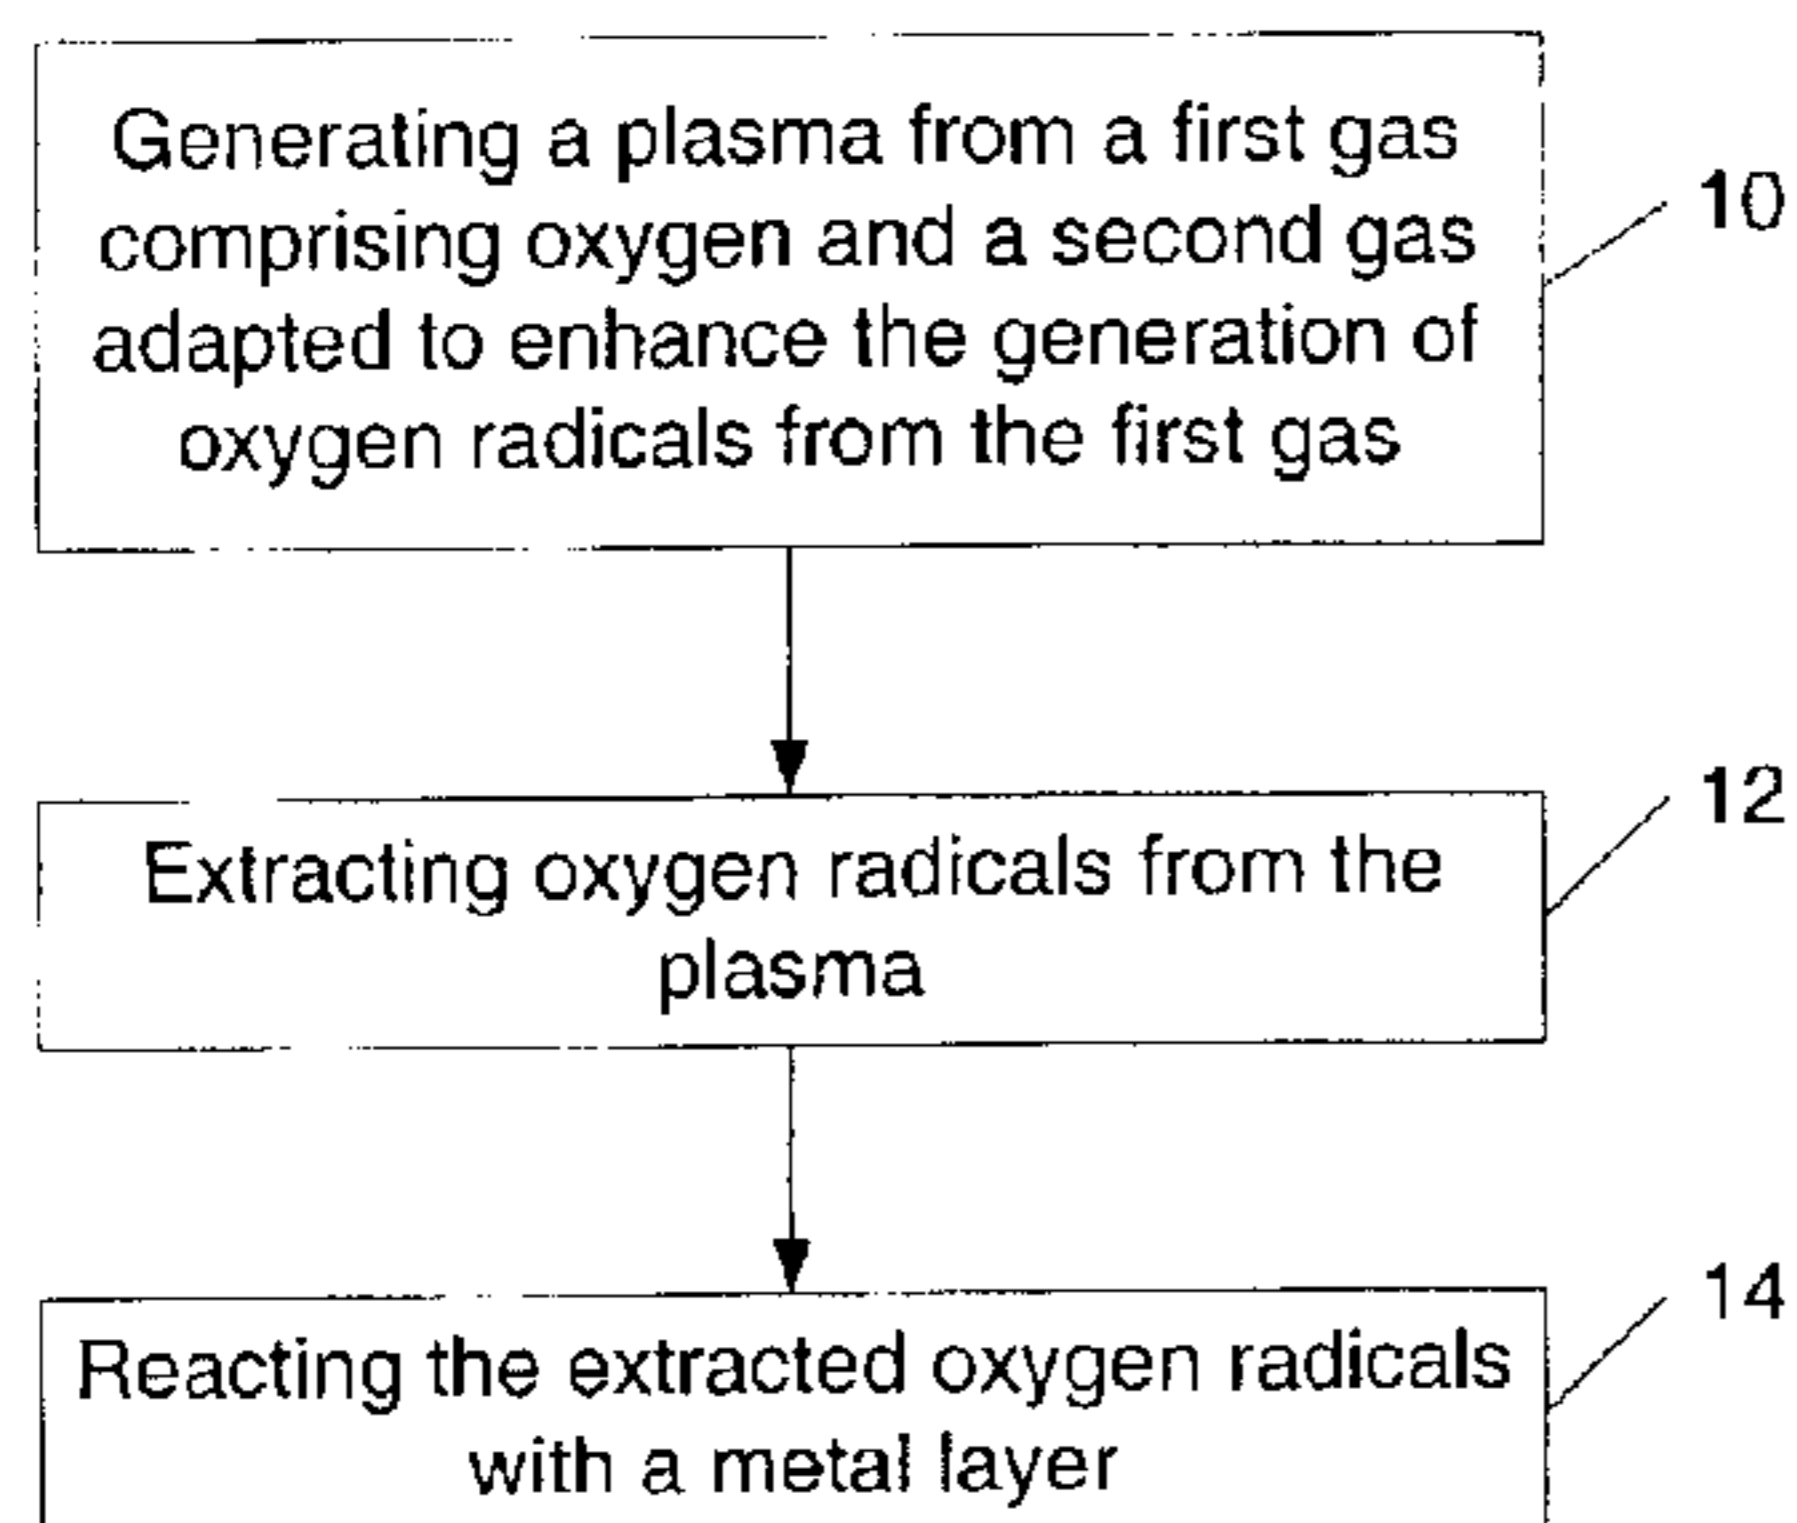 Generating a plasma from a first gas
comprising oxygen and a second gas
adapted to enhance the generation of
oxygen radicals from the first gas
10
Extracting oxygen radicals from the
plasma
12
Reacting the extracted oxygen radicals
with a metal layer
14